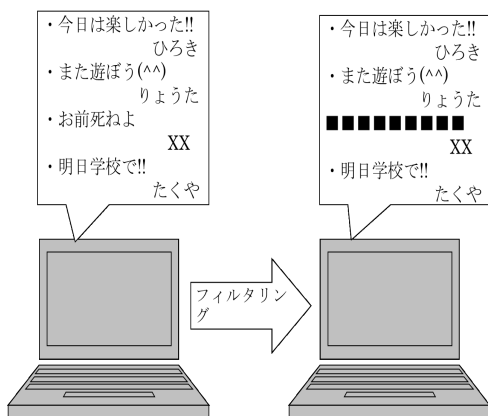 ・今日は楽しかった!!
ひろき
・また遊ぼう(^^)
りょうた
・お前死ねよ
XX
・明日学校で!!
たくや
フィルタリン
グ
・今日は楽しかった!!
ひろき
・また遊ぼう(^^)
りょうた
■■■■■■■■■
XX
・明日学校で!!
たくや